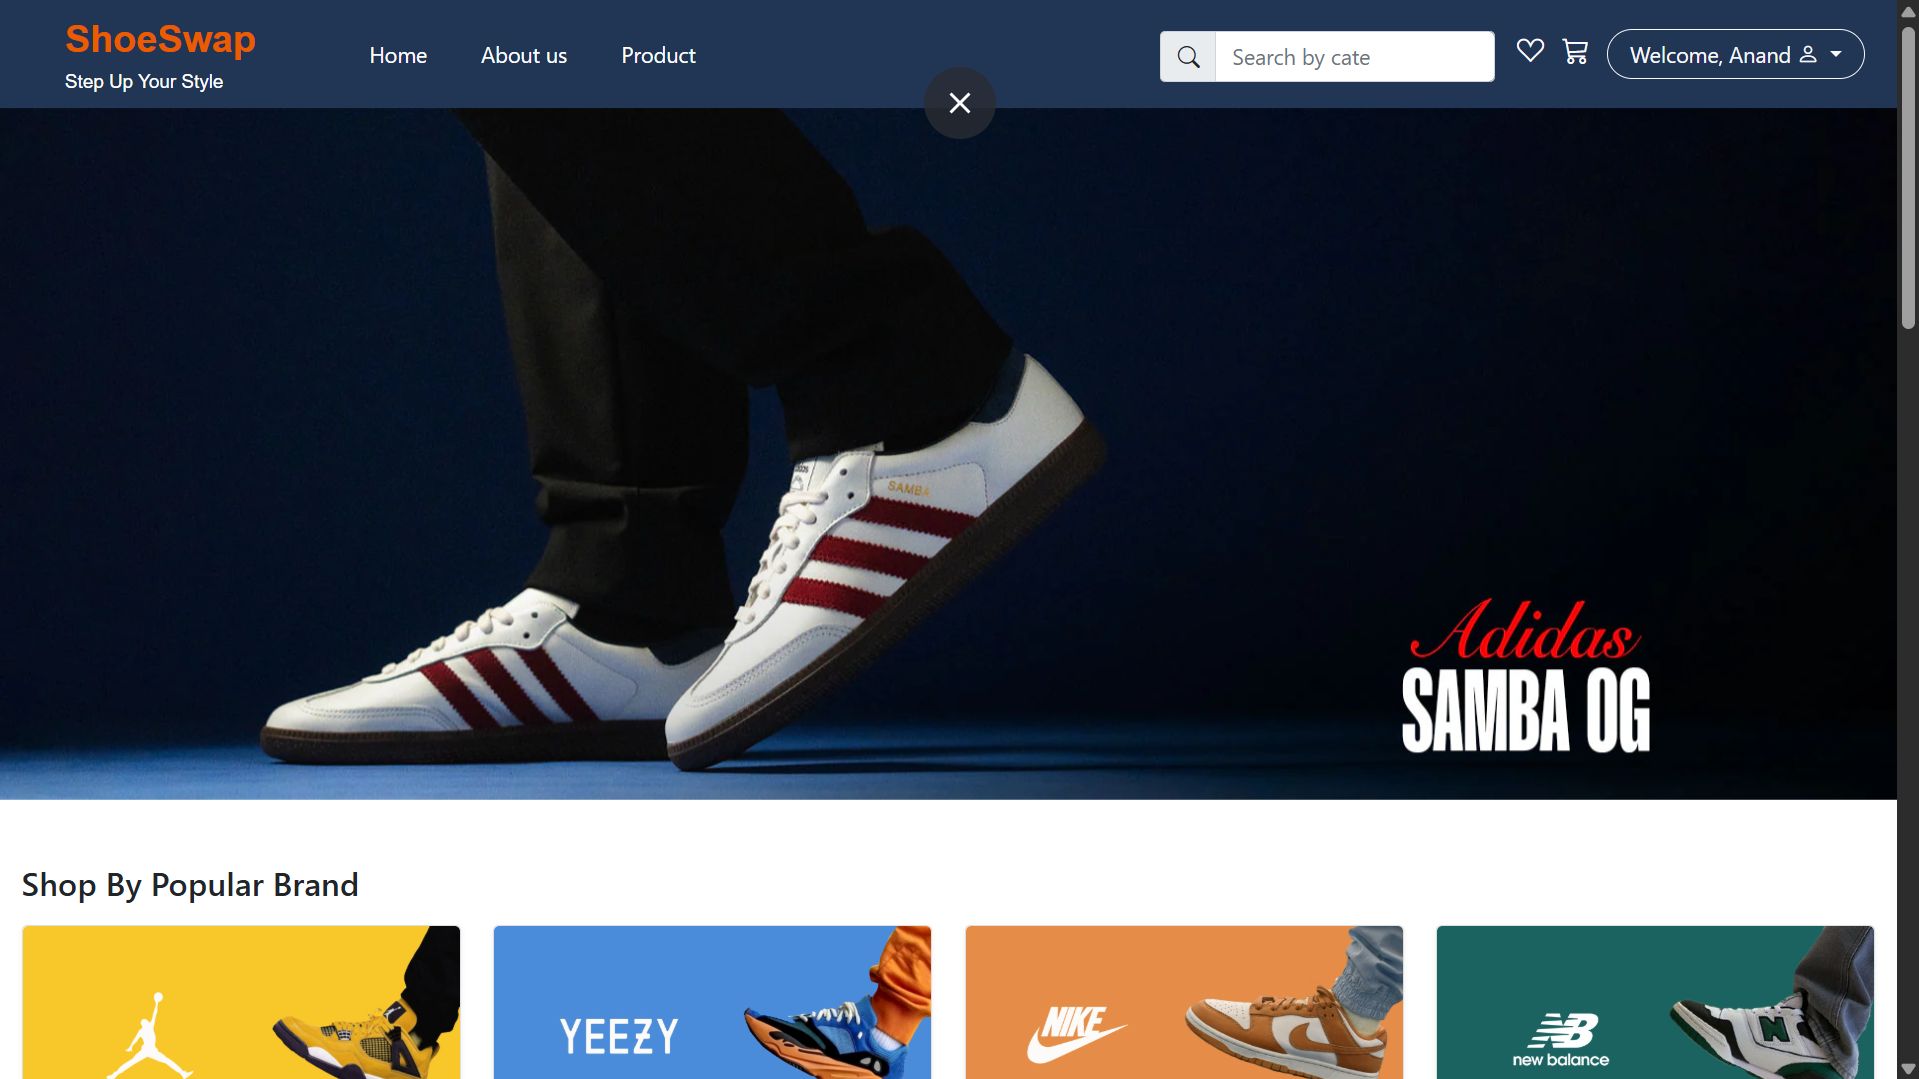 ShoeSwap
Step Up Your Style
Home
About us
Product
Search by cate
Welcome, Anand
SAMBA
Adidas
SAMBA OG
Shop By Popular Brand
YEEZY
NIKE
NB
new balance
N